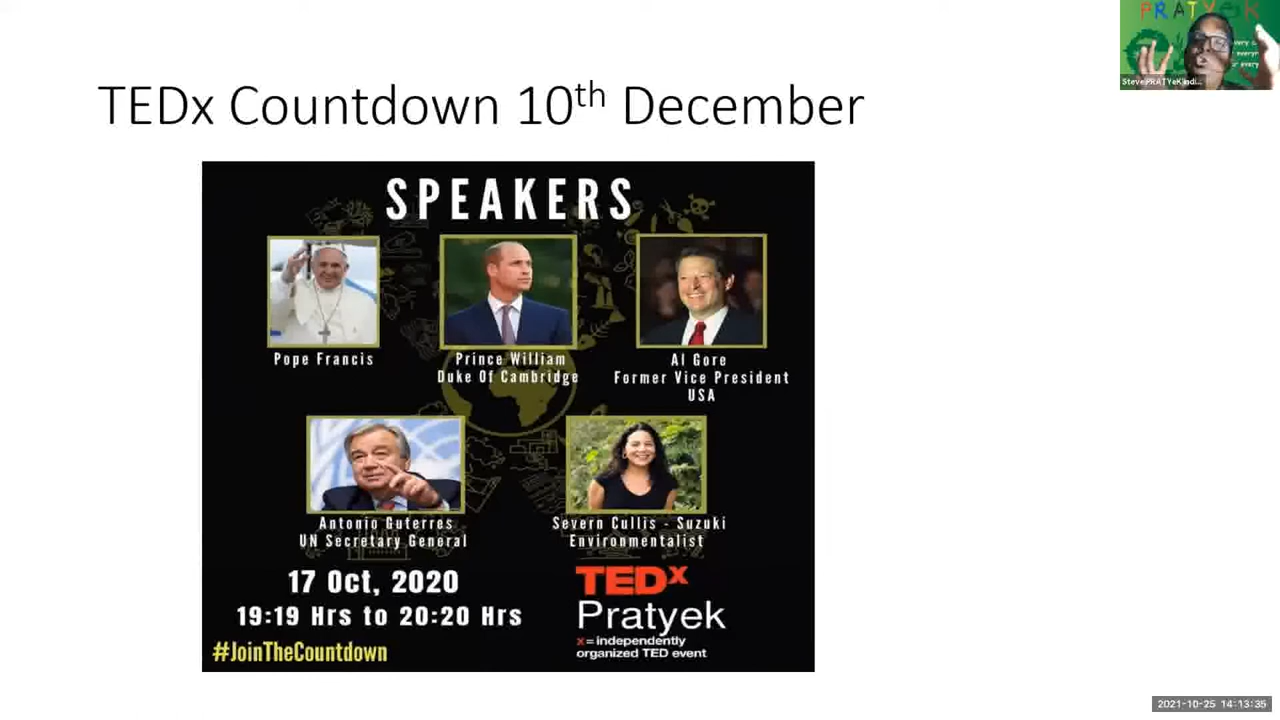 TEDx Countdown 10th December
PRATYeK
StevePRATYeKIndi...
SPEAKERS
Pope Francis
Prince William
Duke Of Cambridge
Al Gore
Former Vice President
USA
Antonio Guterres
UN Secretary General
Severn Cullis - Suzuki
Environmentalist
17 Oct, 2020
19:19 Hrs to 20:20 Hrs
#JoinTheCountdown
TEDx
Pratyek
x = independently
organized TED event
2021-10-25 14:13:35